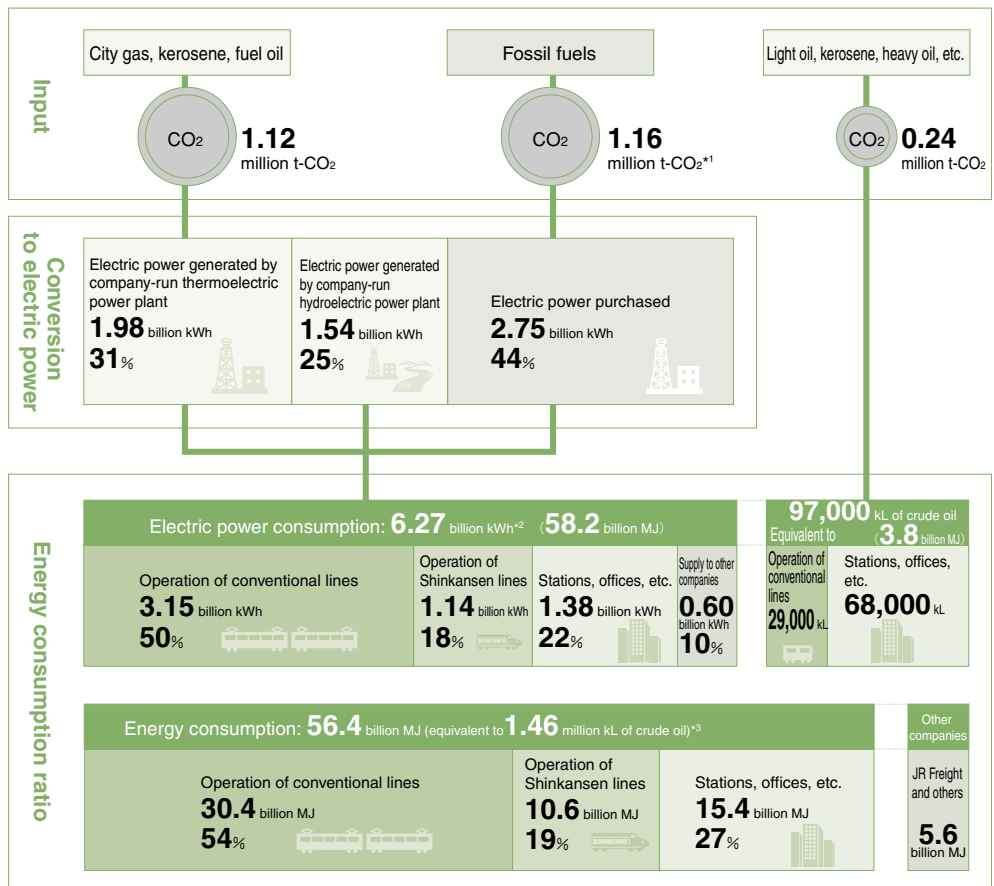 Input
City gas, kerosene, fuel oil
CO2
1.12
million t-CO2
Fossil fuels
CO2
1.16
million t-CO2*1
Light oil, kerosene, heavy oil, etc.
CO2
0.24
million t-CO2
Conversion
to electric power
Electric power generated by
company-run thermoelectric
power plant
1.98 billion kWh
31%
Electric power generated
by company-run
hydroelectric power plant
1.54 billion kWh
25%
Electric power purchased
2.75 billion kWh
44%
Energy consumption ratio
Electric power consumption: 6.27 billion kWh*2 (58.2 billion MJ)
Operation of conventional lines
3.15 billion kWh
50%
Operation of
Shinkansen lines
1.14 billion kWh
18%
Stations, offices, etc.
1.38 billion kWh
22%
Supply to other
companies
0.60
billion kWh
10%
97,000 kL of crude oil
Equivalent to (3.8 billion MJ)
Operation of
conventional
lines
29,000 kL
Stations, offices,
etc.
68,000 kL
Energy consumption: 56.4 billion MJ (equivalent to 1.46 million kL of crude oil)*3
Operation of conventional lines
30.4 billion MJ
54%
Operation of
Shinkansen lines
10.6 billion MJ
19%
Stations, offices, etc.
15.4 billion MJ
27%
Other
companies
JR Freight
and others
5.6
billion MJ